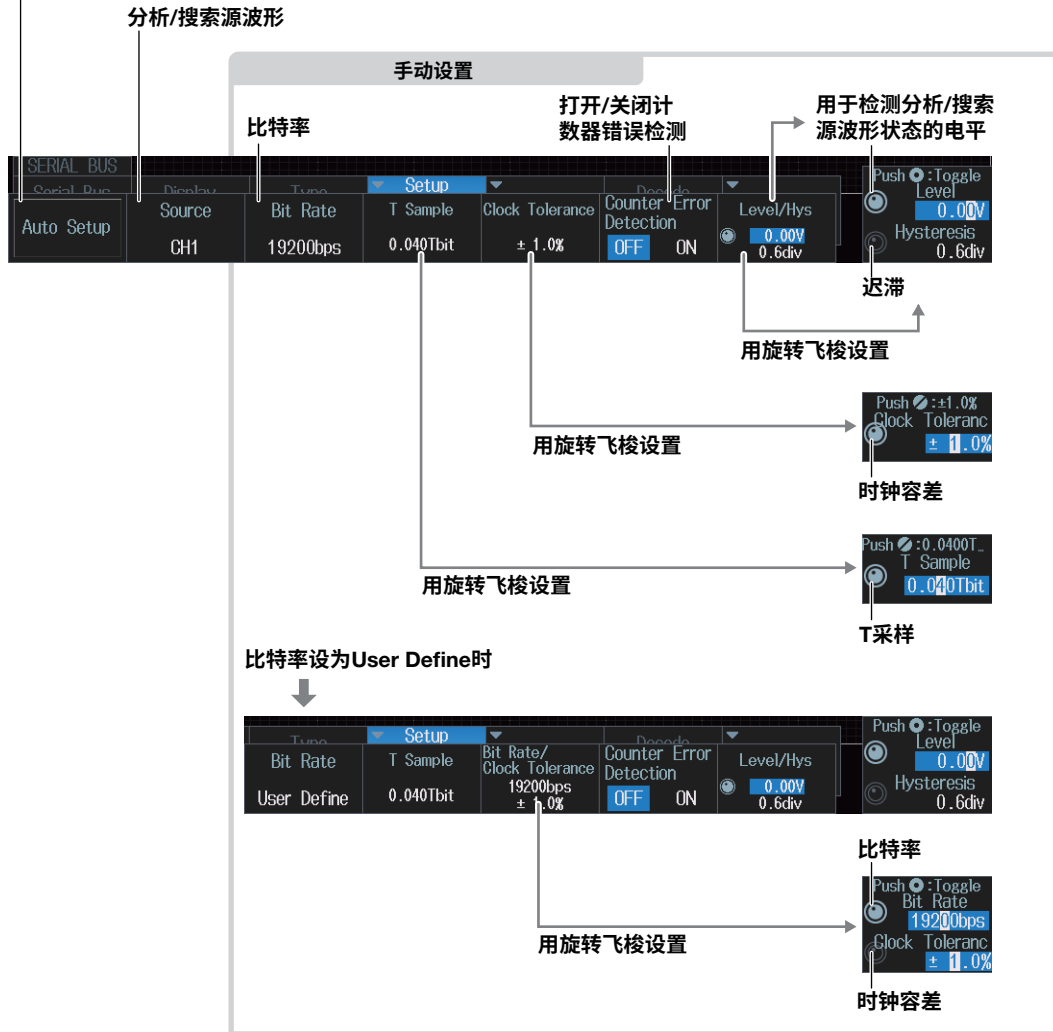 分析/搜索源波形
手动设置
比特率
打开/关闭计
数器错误检测
用于检测分析/搜索
源波形状态的电平
SERIAL BUS
Serial Bus
Display
Type
Setup
Decode
Auto Setup
Source
CH1
Bit Rate
19200bps
T Sample
0.040Tbit
Clock Tolerance
± 1.0%
Counter Error
Detection
OFF ON
Level/Hys
0.00V
0.6div
Push :Toggle
Level
0.00V
Hysteresis
0.6div
迟滞
用旋转飞梭设置
Push :±1.0%
Clock Toleranc
± 1.0%
用旋转飞梭设置
时钟容差
Push :0.0400T…
T Sample
0.040Tbit
用旋转飞梭设置
T采样
比特率设为User Define时
Type
Setup
Decode
Bit Rate
User Define
T Sample
0.040Tbit
Bit Rate/
Clock Tolerance
19200bps
± 1.0%
Counter Error
Detection
OFF ON
Level/Hys
0.00V
0.6div
Push :Toggle
Level
0.00V
Hysteresis
0.6div
比特率
Push :Toggle
Bit Rate
19200bps
Clock Toleranc
± 1.0%
用旋转飞梭设置
时钟容差